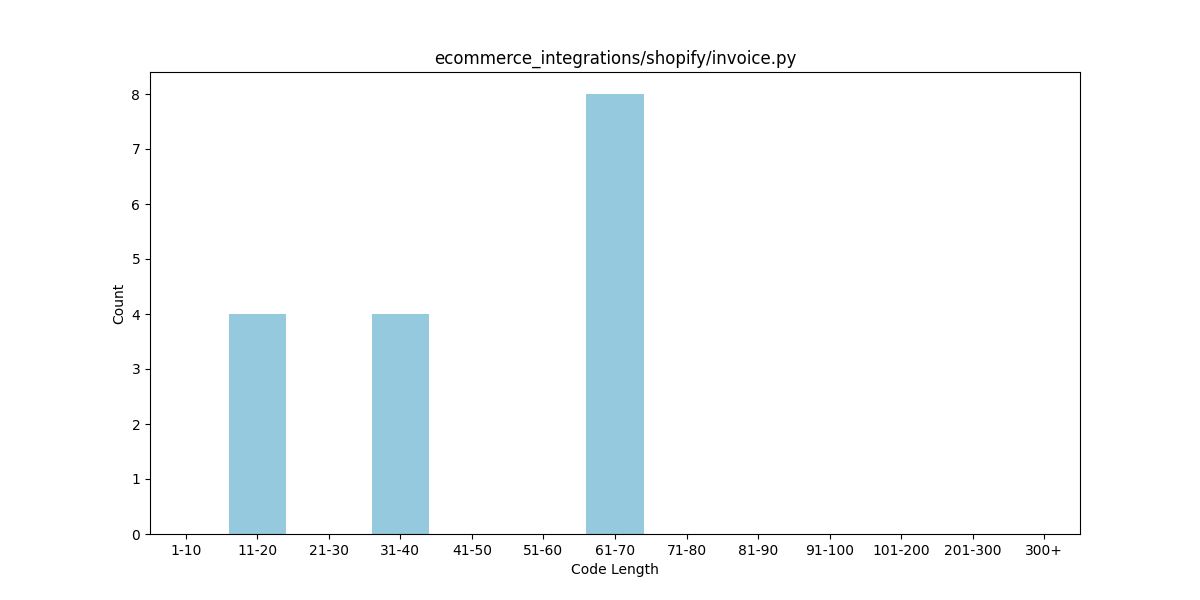 ecommerce_integrations/shopify/invoice.py
8
7
6
5
4
3
2
1
0
Count
1-10 11-20 21-30 31-40 41-50 51-60 61-70 71-80 81-90 91-100 101-200 201-300 300+
Code Length